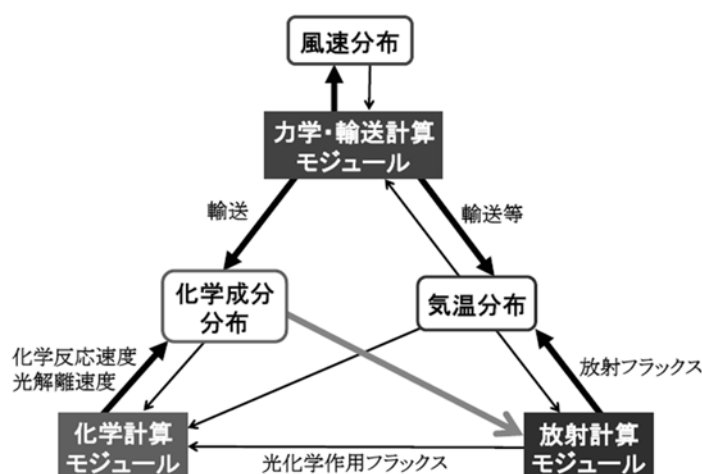 風速分布
力学・輸送計算
モジュール
輸送
輸送等
化学成分
分布
気温分布
化学反応速度
光解離速度
放射フラックス
化学計算
モジュール
光化学作用フラックス
放射計算
モジュール